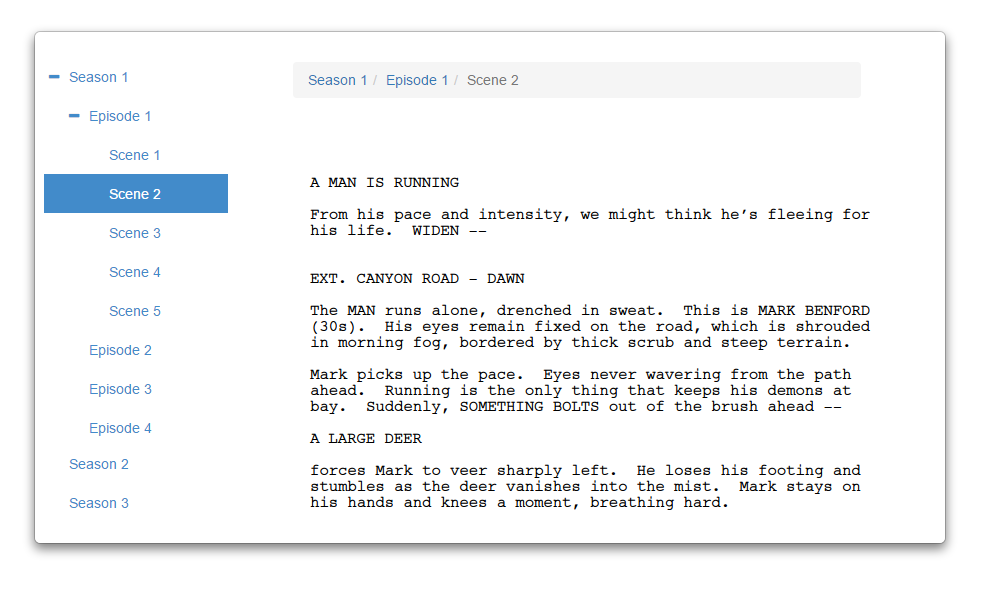 Season 1
Episode 1
Scene 1
Scene 2
Scene 3
Scene 4
Scene 5
Episode 2
Episode 3
Episode 4
Season 2
Season 3
Season 1 / Episode 1 / Scene 2
A MAN IS RUNNING
From his pace and intensity, we might think he’s fleeing for
his life.  WIDEN --
EXT. CANYON ROAD – DAWN
The MAN runs alone, drenched in sweat.  This is MARK BENFORD
(30s).  His eyes remain fixed on the road, which is shrouded
in morning fog, bordered by thick scrub and steep terrain.
Mark picks up the pace.  Eyes never wavering from the path
ahead.  Running is the only thing that keeps his demons at
bay.  Suddenly, SOMETHING BOLTS out of the brush ahead --
A LARGE DEER
forces Mark to veer sharply left.  He loses his footing and
stumbles as the deer vanishes into the mist.  Mark stays on
his hands and knees a moment, breathing hard.